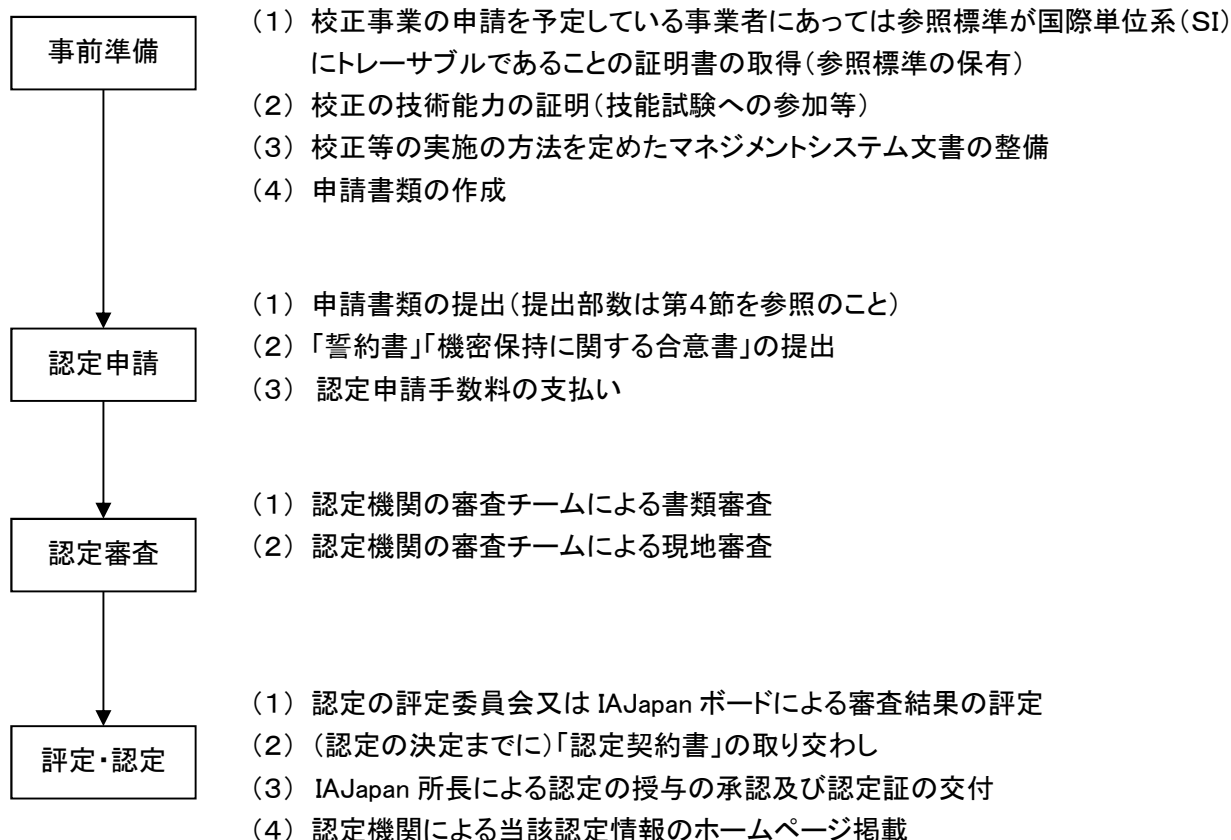 事前準備
（１） 校正事業の申請を予定している事業者にあっては参照標準が国際単位系（SI）
にトレーサブルであることの証明書の取得（参照標準の保有）
（２） 校正の技術能力の証明（技能試験への参加等）
（３） 校正等の実施の方法を定めたマネジメントシステム文書の整備
（４） 申請書類の作成
認定申請
（１） 申請書類の提出（提出部数は第４節を参照のこと）
（２） 「誓約書」「機密保持に関する合意書」の提出
（３） 認定申請手数料の支払い
認定審査
（１） 認定機関の審査チームによる書類審査
（２） 認定機関の審査チームによる現地審査
評定・認定
（１） 認定の評定委員会又は IAJapan ボードによる審査結果の評定
（２） （認定の決定までに）「認定契約書」の取り交わし
（３） IAJapan 所長による認定の授与の承認及び認定証の交付
（４） 認定機関による当該認定情報のホームページ掲載